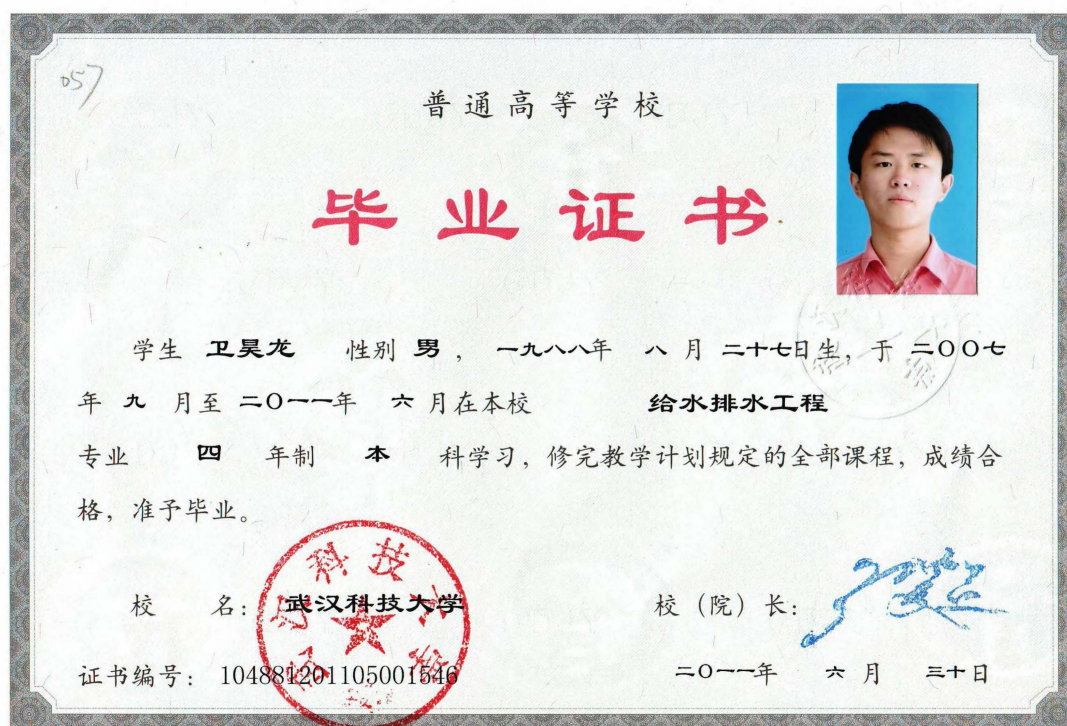 057
普通高等学校
毕业证书
学生 卫昊龙 性别 男 ， 一九八八年 八 月 二十七日生，于 二〇〇七
年 九 月至 二〇一一年 六 月在本校 给水排水工程
专业 四 年制 本 科学习，修完教学计划规定的全部课程，成绩合
格，准予毕业。
校 名： 武汉科技大学 校（院）长：
证书编号： 104881201105001546 二〇一一年 六 月 三十日